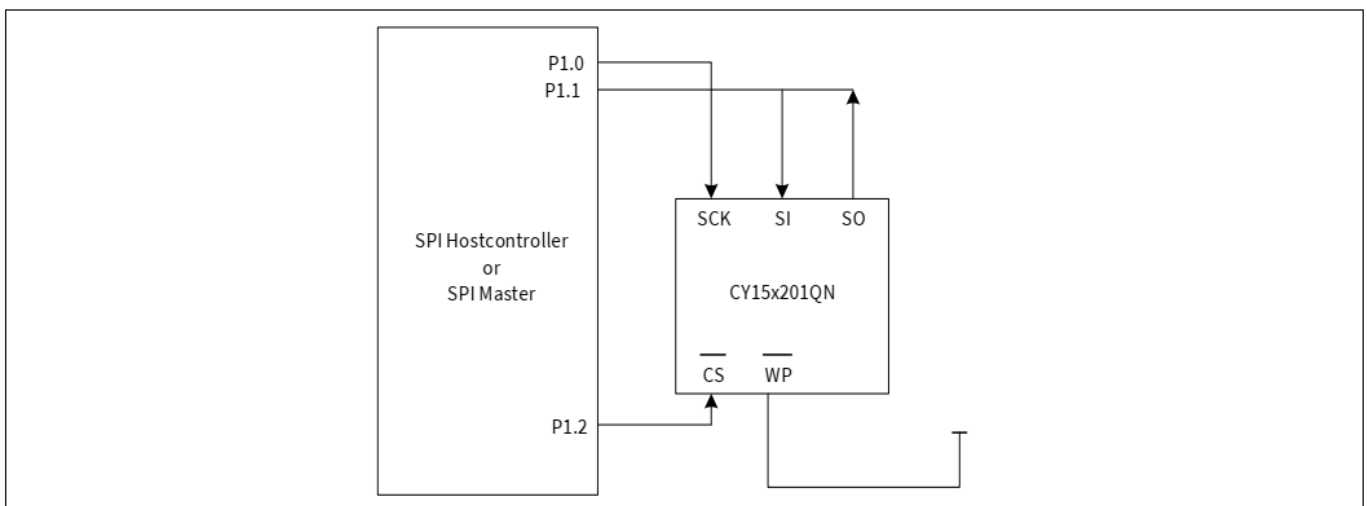 P1.0
P1.1
SCK SI SO
SPI Hostcontroller
or
SPI Master
CY15x201QN
CS WP
P1.2